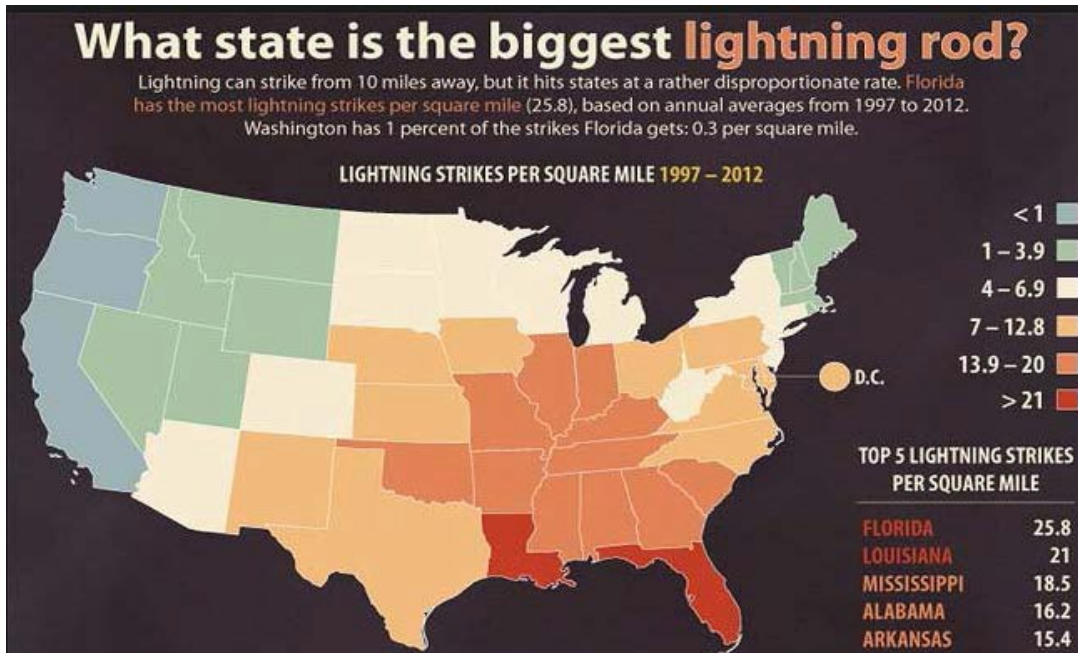 What state is the biggest lightning rod?
Lightning can strike from 10 miles away, but it hits states at a rather disproportionate rate. Florida
has the most lightning strikes per square mile (25.8), based on annual averages from 1997 to 2012.
Washington has 1 percent of the strikes Florida gets: 0.3 per square mile.
LIGHTNING STRIKES PER SQUARE MILE 1997 – 2012
< 1
1 – 3.9
4 – 6.9
7 – 12.8
13.9 – 20
> 21
D.C.
TOP 5 LIGHTNING STRIKES
PER SQUARE MILE
FLORIDA 25.8
LOUISIANA 21
MISSISSIPPI 18.5
ALABAMA 16.2
ARKANSAS 15.4